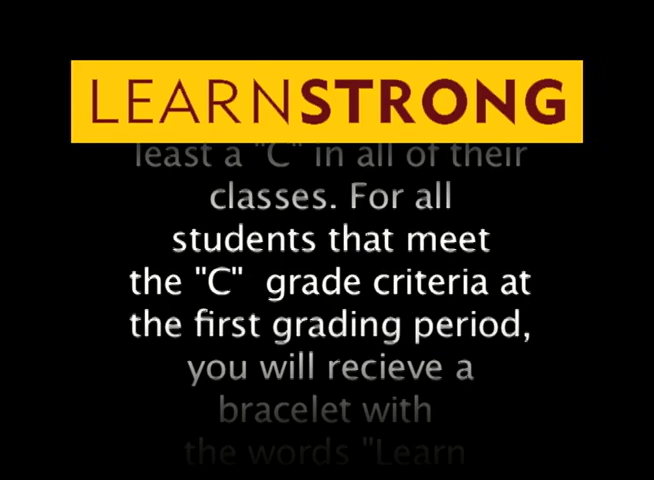 LEARNSTRONG
least a "C" in all of their
classes. For all
students that meet
the "C" grade criteria at
the first grading period,
you will recieve a
bracelet with
the words "Learn